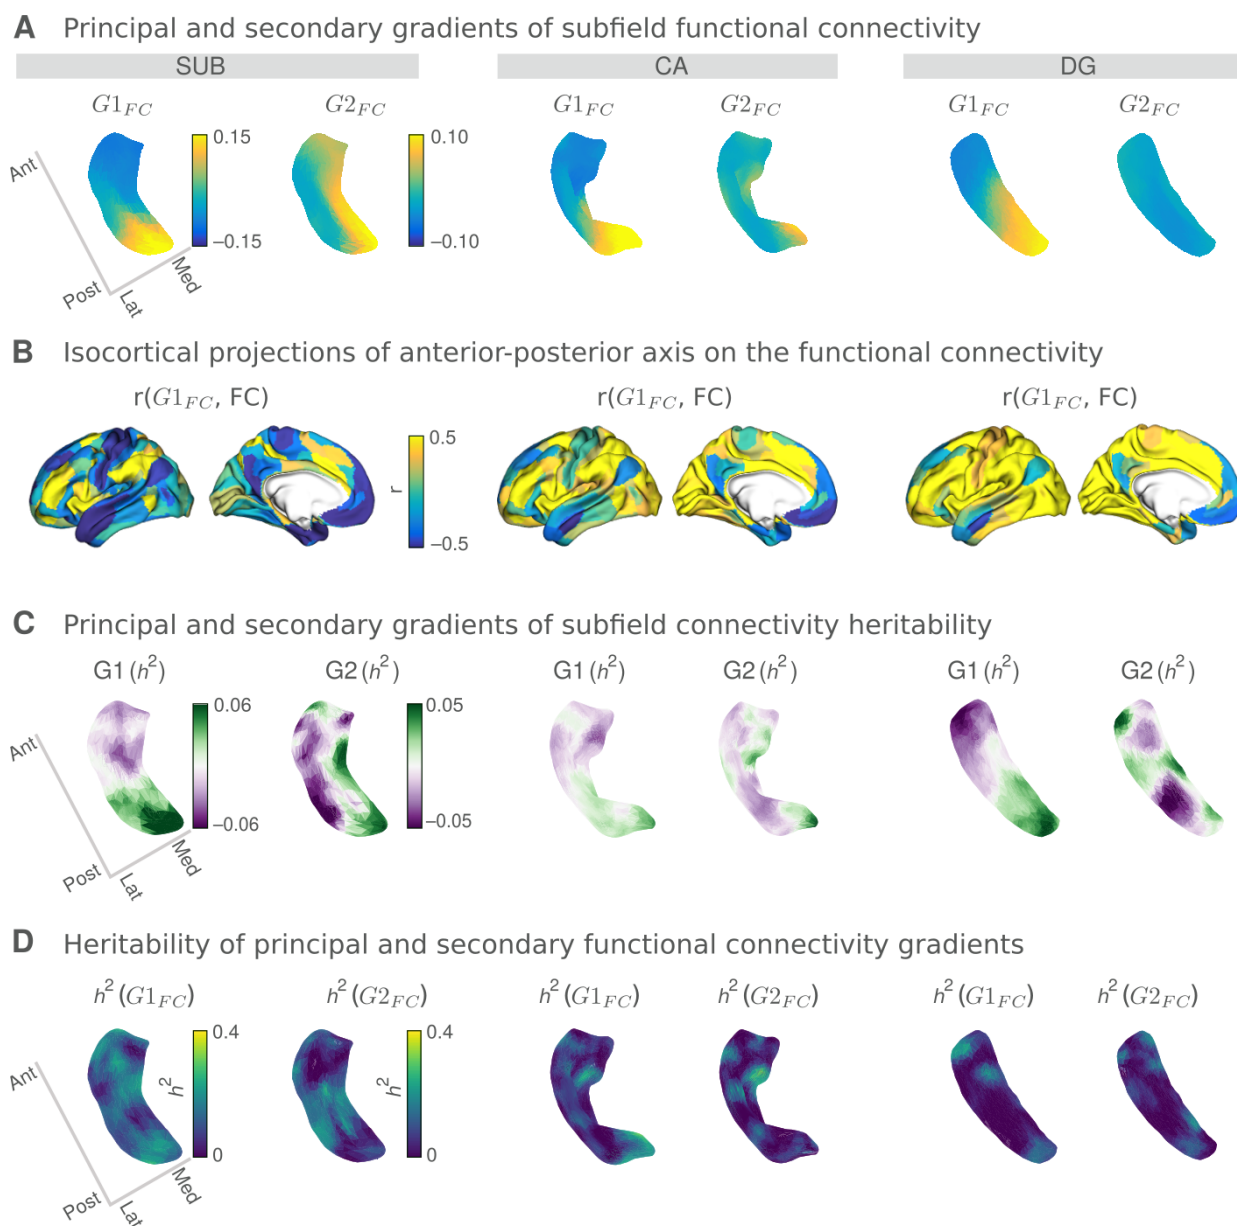 A Principal and secondary gradients of subfield functional connectivity
SUB CA DG
G1FC G2FC G1FC G2FC G1FC G2FC
0.15 0.10
Ant
−0.15 −0.10
Post Lat Med
B Isocortical projections of anterior-posterior axis on the functional connectivity
r(G1FC, FC) r(G1FC, FC) r(G1FC, FC)
0.5
r
−0.5
C Principal and secondary gradients of subfield connectivity heritability
G1(h²) G2(h²) G1(h²) G2(h²) G1(h²) G2(h²)
0.06 0.05
Ant
−0.06 −0.05
Post Lat Med
D Heritability of principal and secondary functional connectivity gradients
h²(G1FC) h²(G2FC) h²(G1FC) h²(G2FC) h²(G1FC) h²(G2FC)
0.4 0.4
Ant h² h²
0 0
Post Lat Med